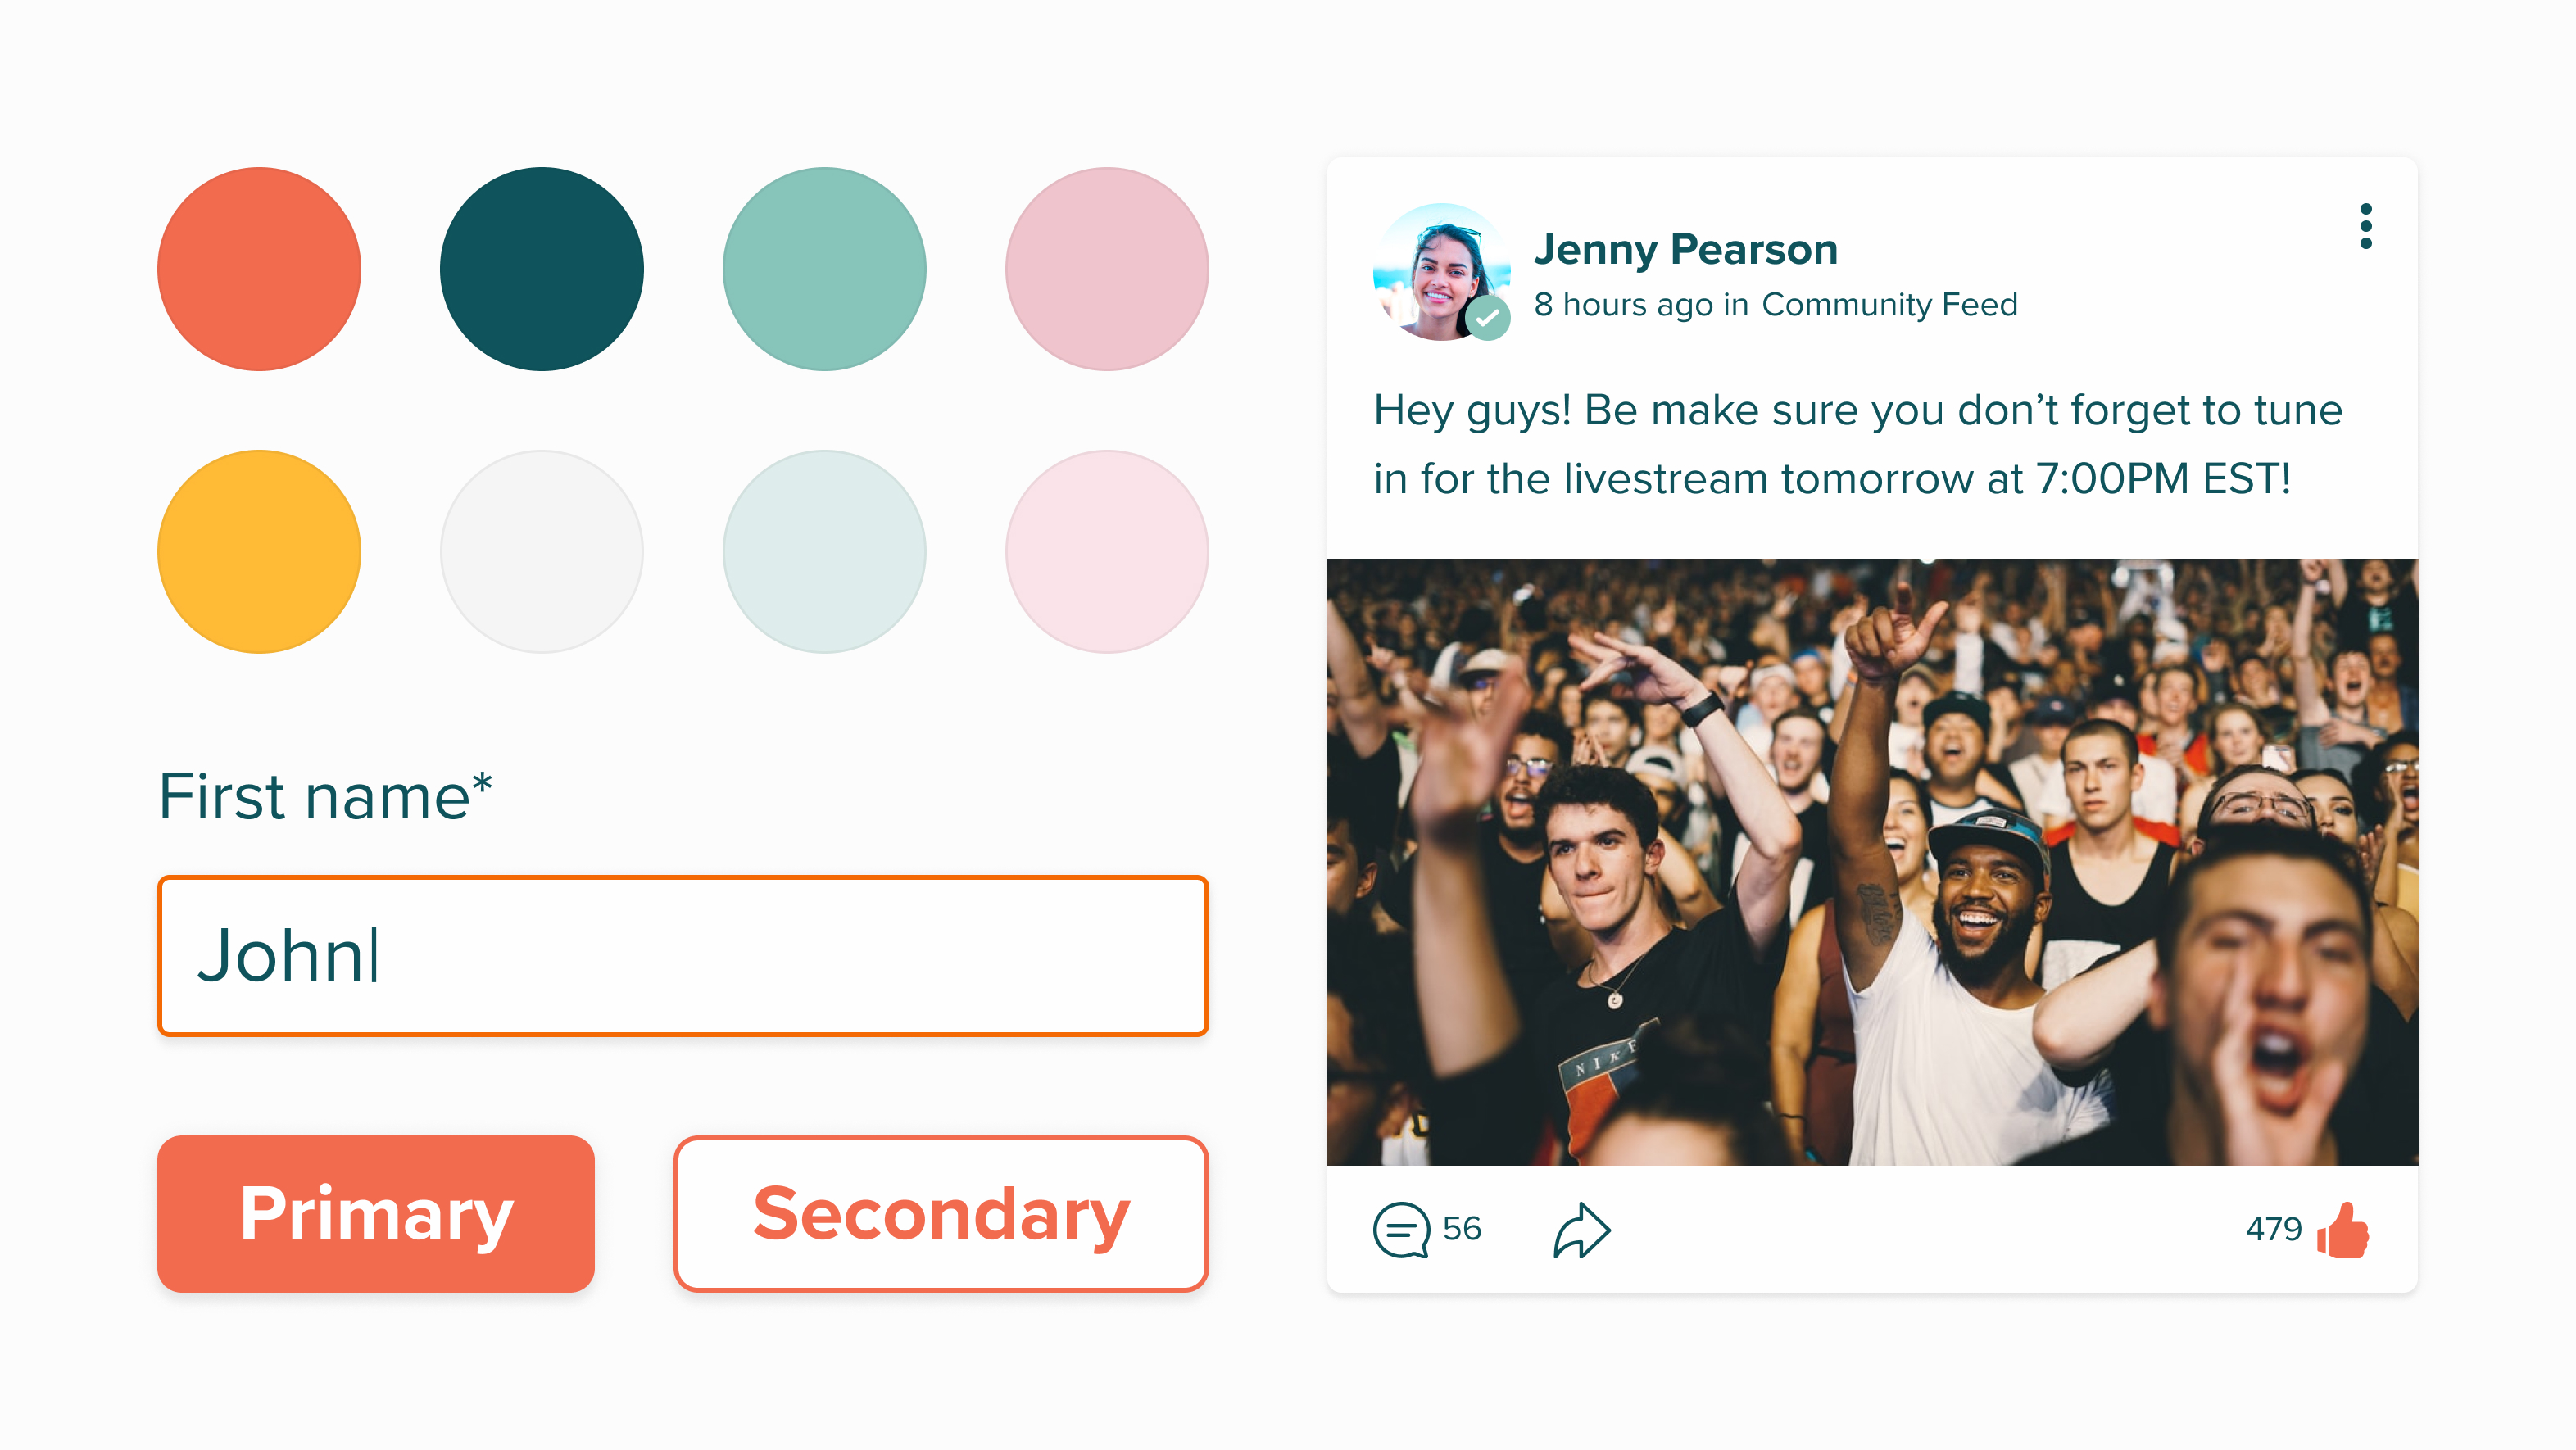 First name*
John
Primary
Secondary
Jenny Pearson
8 hours ago in Community Feed
Hey guys! Be make sure you don’t forget to tune
in for the livestream tomorrow at 7:00PM EST!
NIKE
56
479